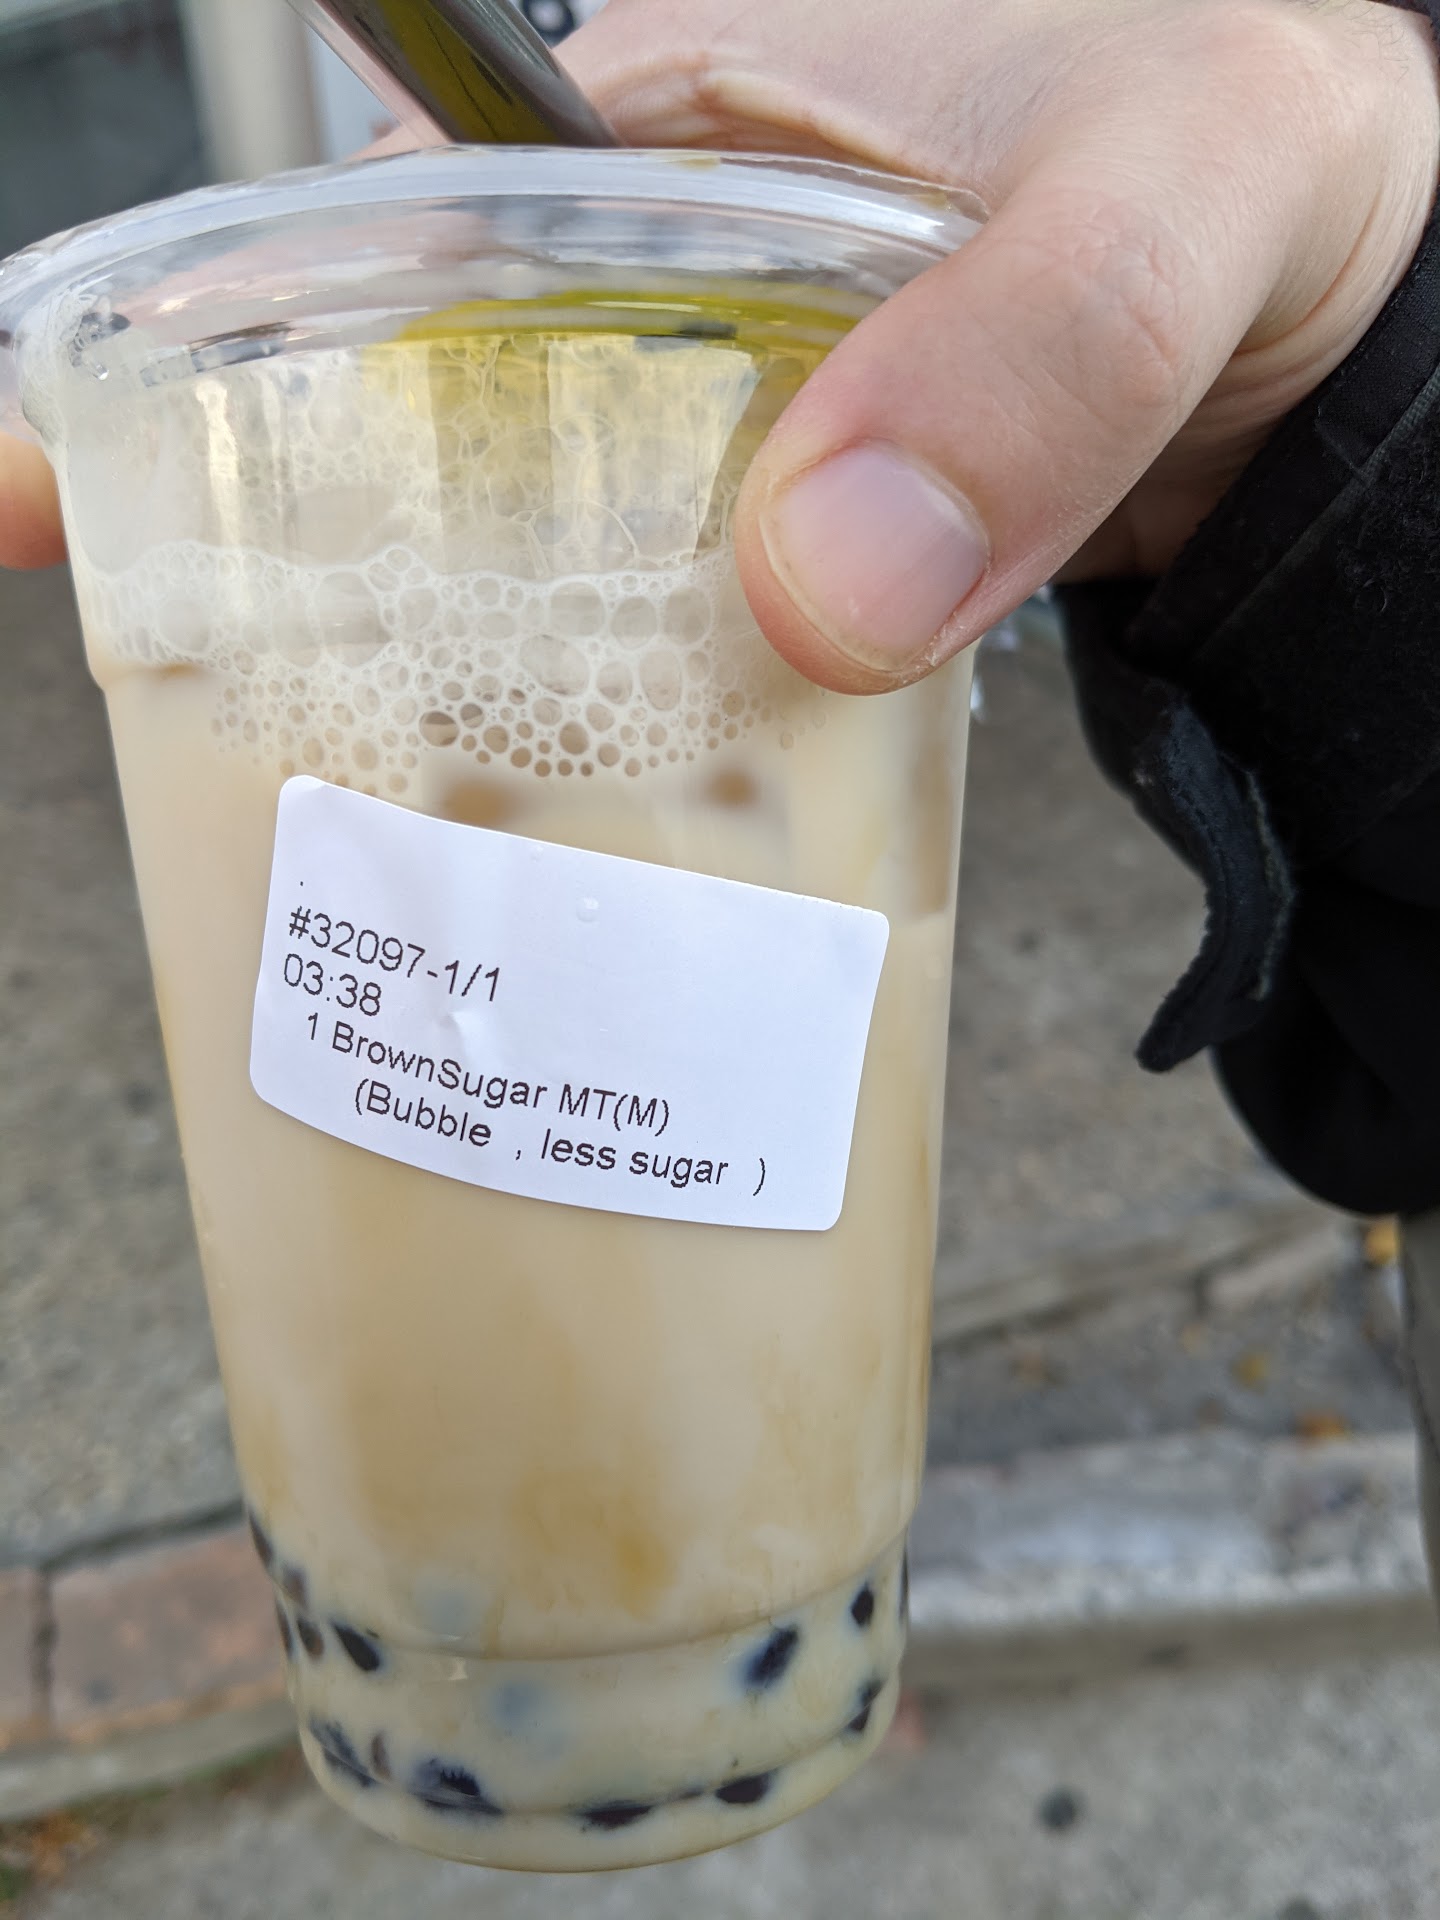 .
#32097-1/1
03:38
1 BrownSugar MT(M)
(Bubble , less sugar )